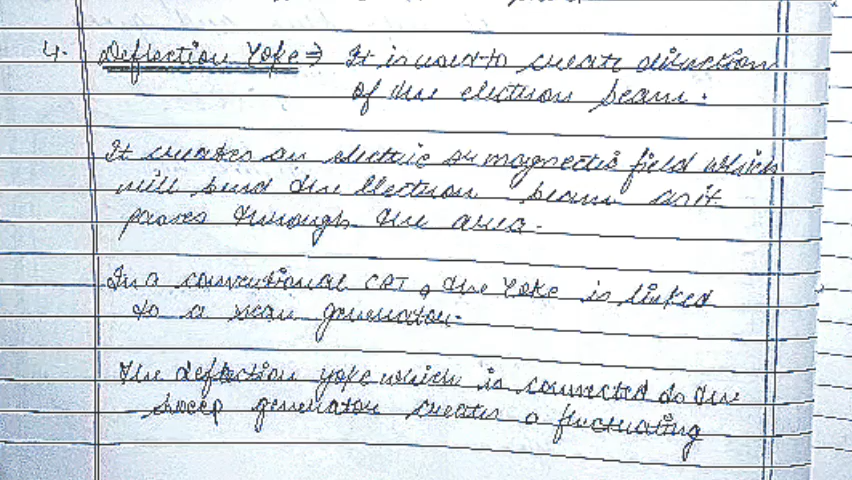 4. Deflection Yoke → It is used to create direction
of the electron beam.
It creates an electric or magnetic field which
will bend the electron beam as it
passes through the area.
In a conventional CRT, the Yoke is linked
to a scan generator.
The deflection yoke which is connected to the
sweep generator creates a fluctuating